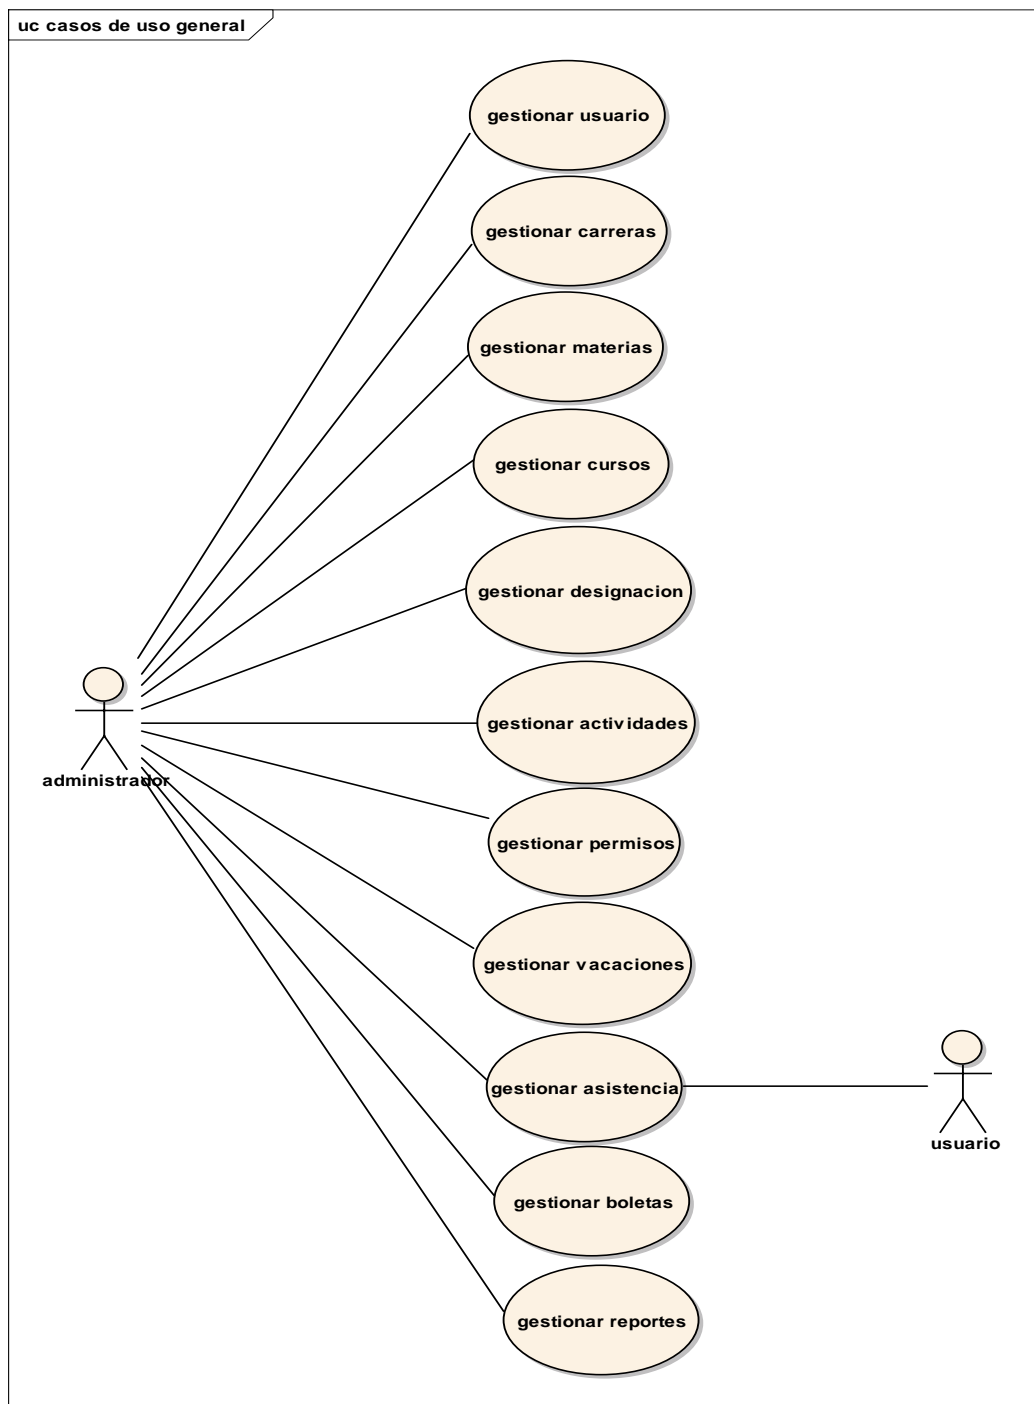 uc casos de uso general
gestionar usuario
gestionar carreras
gestionar materias
gestionar cursos
gestionar designacion
gestionar actividades
administrador
gestionar permisos
gestionar vacaciones
gestionar asistencia
usuario
gestionar boletas
gestionar reportes